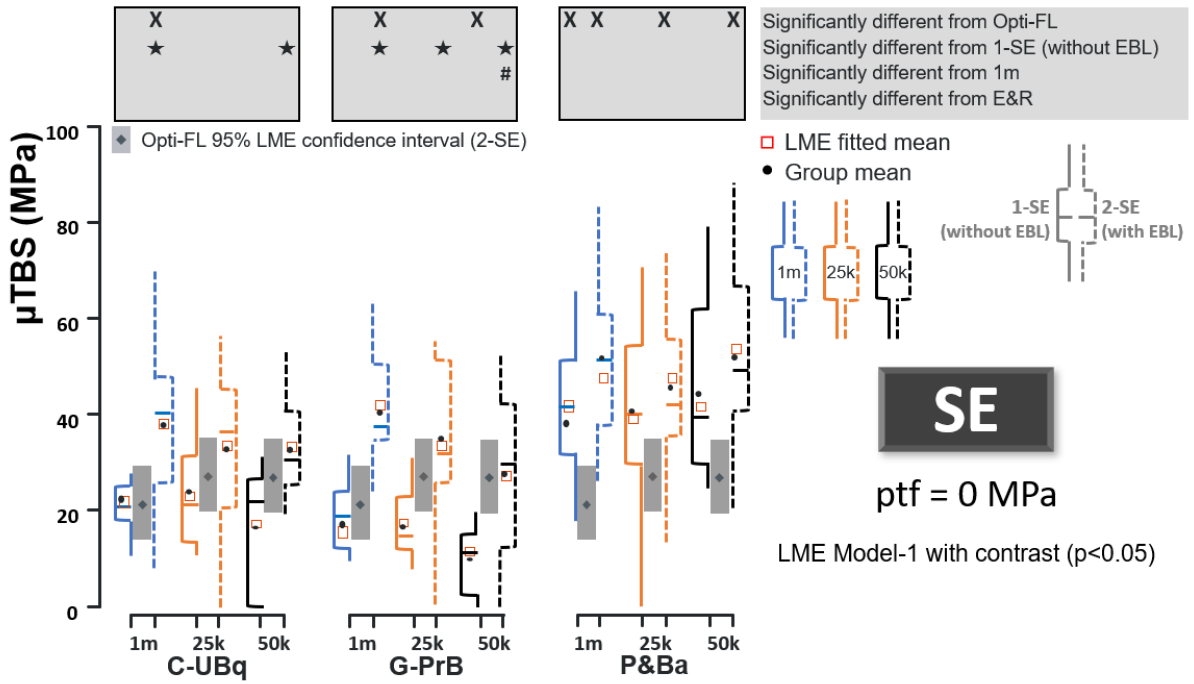 X X X X X X X
★ ★ ★ ★ ★
#
Significantly different from Opti-FL
Significantly different from 1-SE (without EBL)
Significantly different from 1m
Significantly different from E&R
Opti-FL 95% LME confidence interval (2-SE)
LME fitted mean
Group mean
1-SE
(without EBL)
2-SE
(with EBL)
1m 25k 50k
µTBS (MPa)
100
80
60
40
20
0
SE
ptf = 0 MPa
LME Model-1 with contrast (p<0.05)
1m 25k 50k 1m 25k 50k 1m 25k 50k
C-UBq G-PrB P&Ba